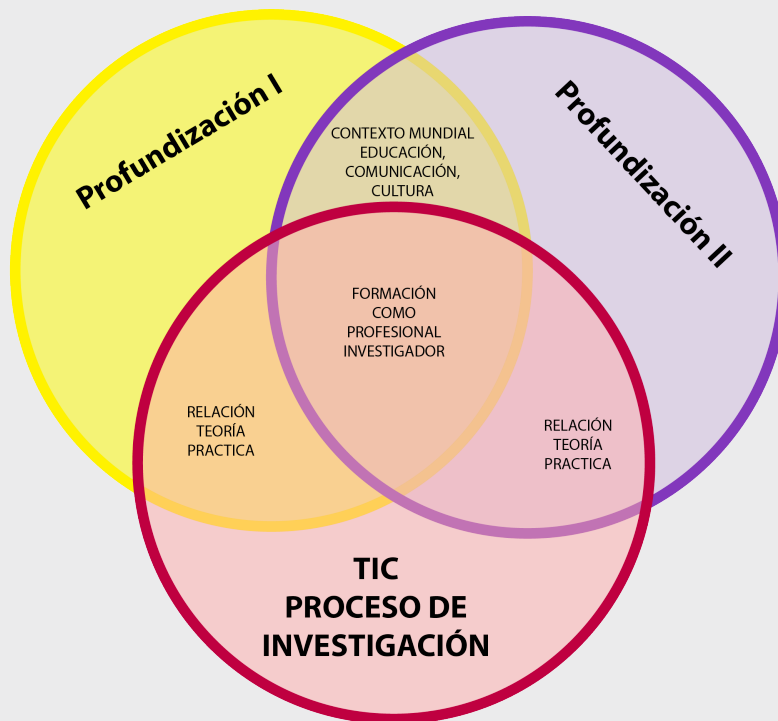 Profundización I
Profundización II
CONTEXTO MUNDIAL
EDUCACIÓN,
COMUNICACIÓN,
CULTURA
FORMACIÓN
COMO
PROFESIONAL
INVESTIGADOR
RELACIÓN
TEORÍA
PRACTICA
RELACIÓN
TEORÍA
PRACTICA
TIC
PROCESO DE
INVESTIGACIÓN